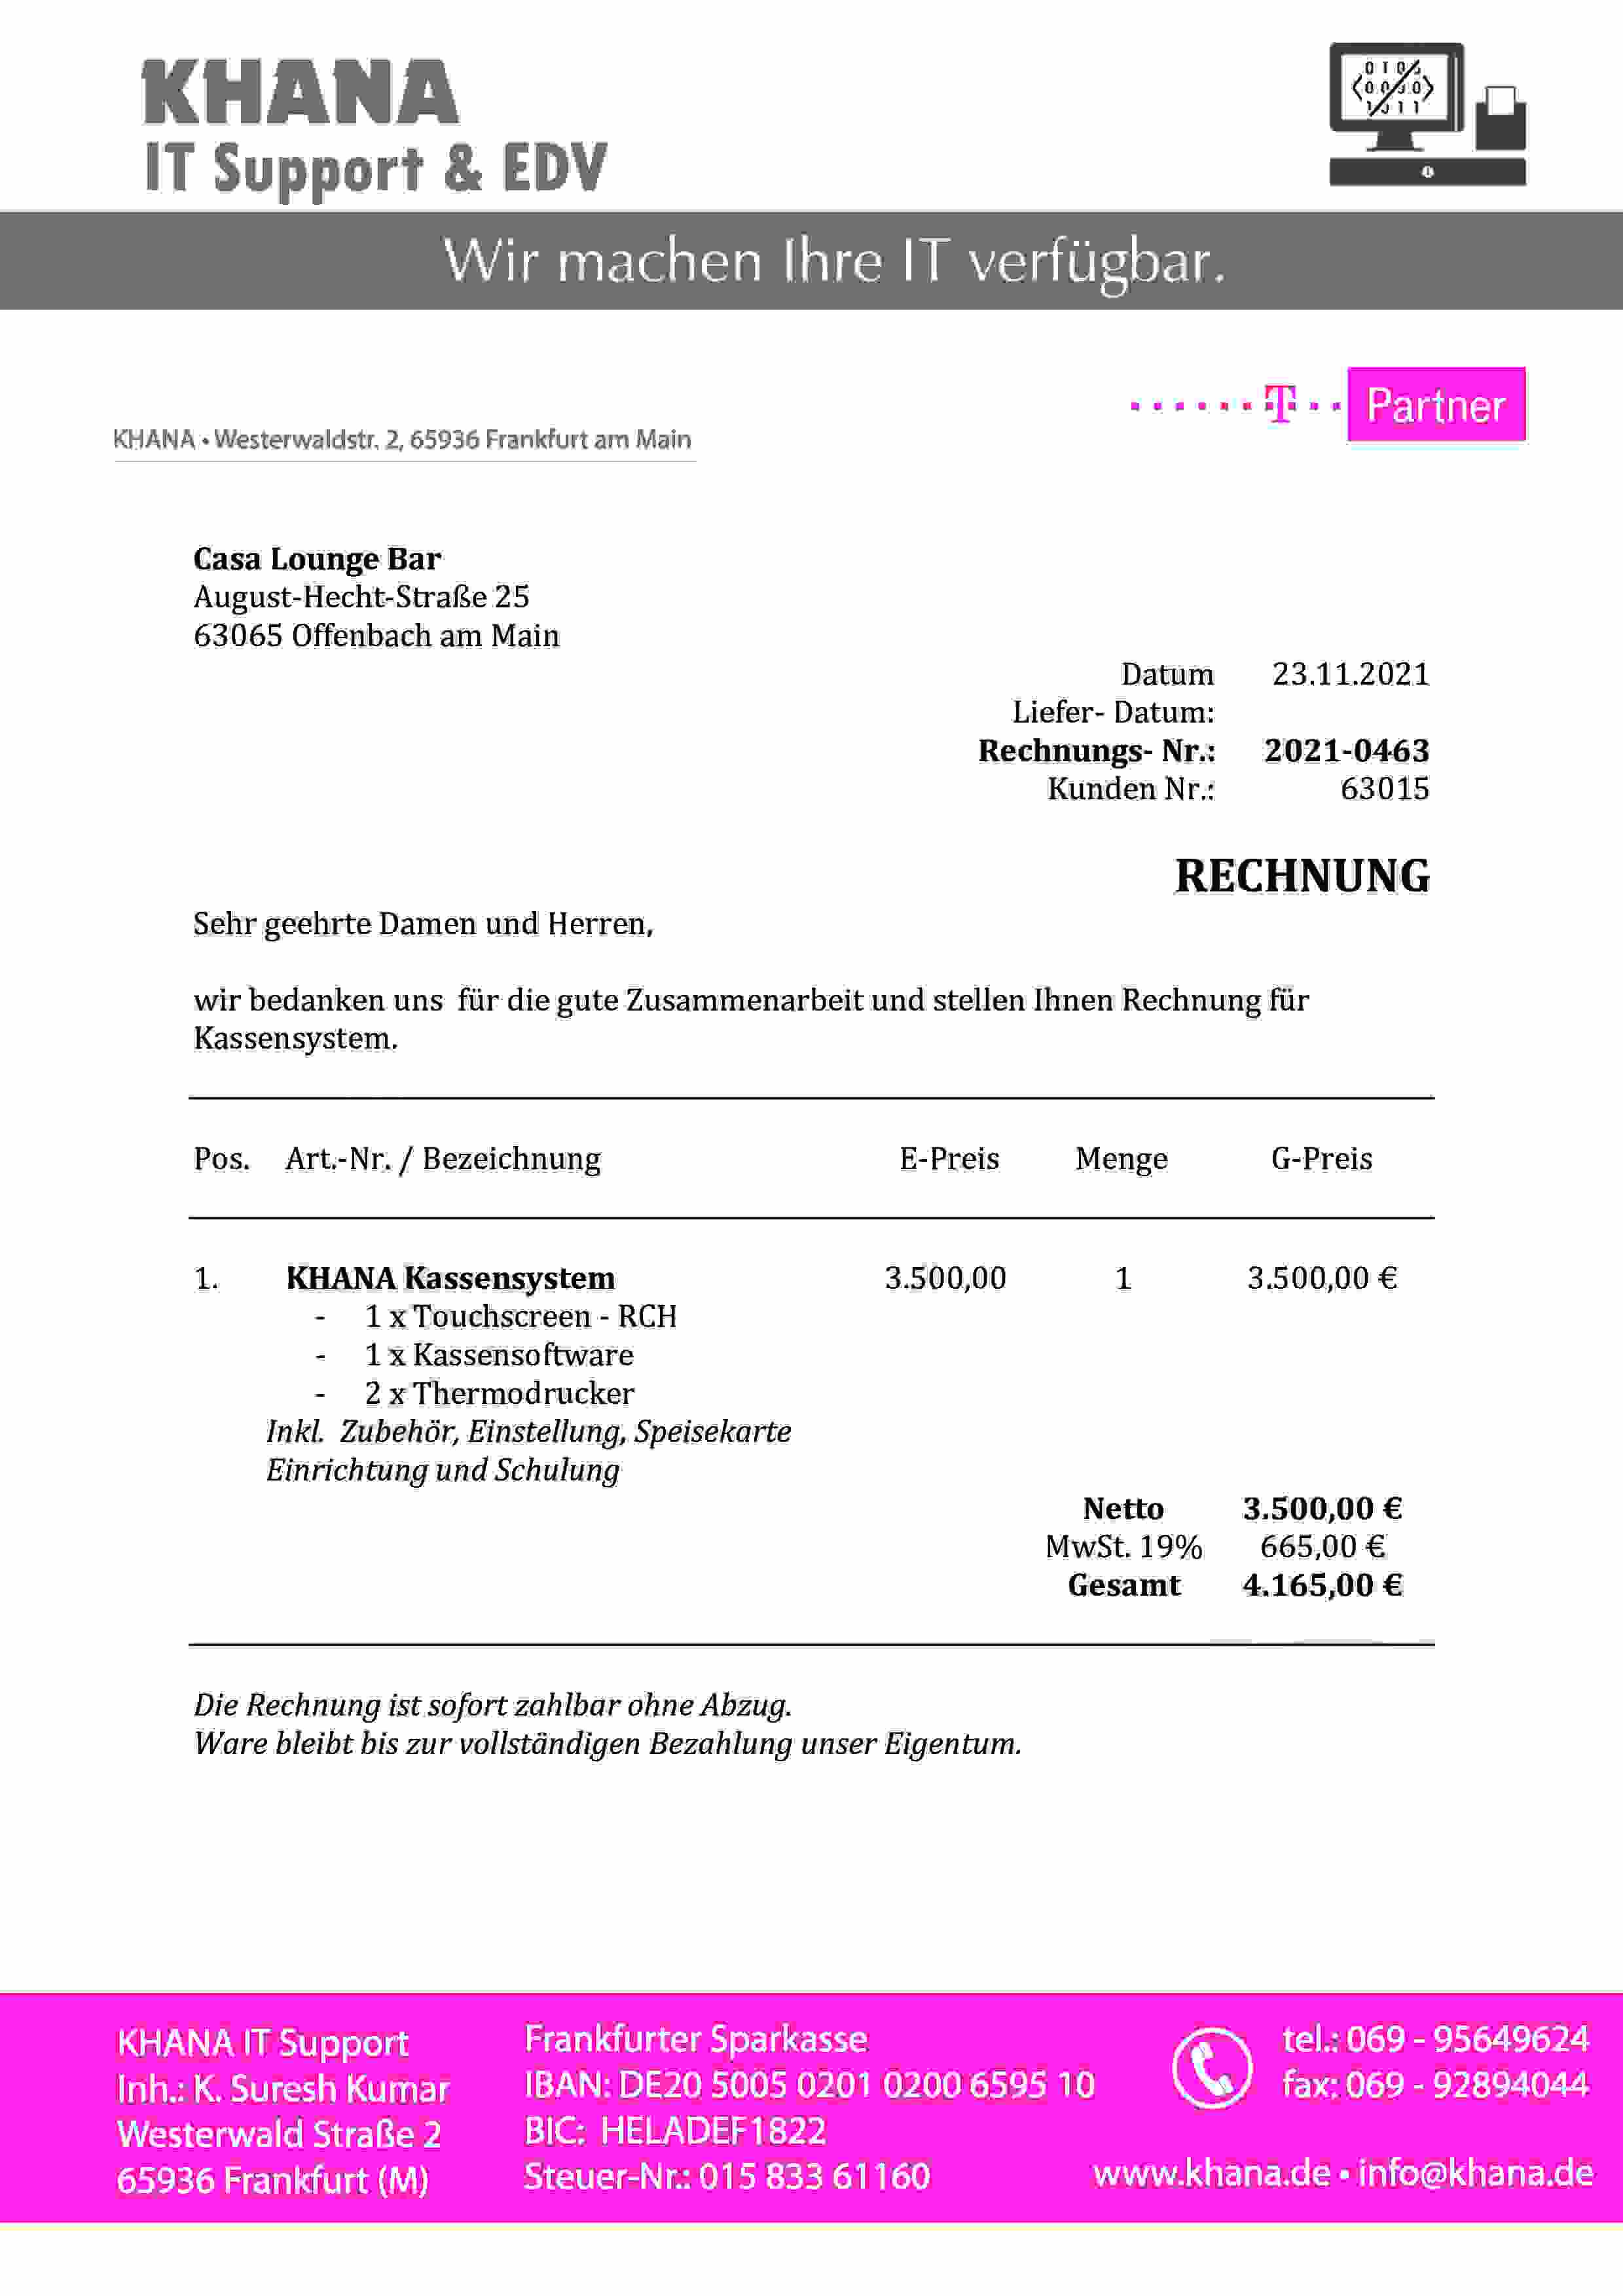 KHANA
IT Support & EDV
Wir machen Ihre IT verfügbar.
T Partner
KHANA • Westerwaldstr. 2, 65936 Frankfurt am Main
Casa Lounge Bar
August-Hecht-Straße 25
63065 Offenbach am Main
Datum 23.11.2021
Liefer- Datum:
Rechnungs- Nr.: 2021-0463
Kunden Nr.: 63015
RECHNUNG
Sehr geehrte Damen und Herren,
wir bedanken uns für die gute Zusammenarbeit und stellen Ihnen Rechnung für
Kassensystem.
Pos. Art.-Nr. / Bezeichnung E-Preis Menge G-Preis
1. KHANA Kassensystem 3.500,00 1 3.500,00 €
- 1 x Touchscreen - RCH
- 1 x Kassensoftware
- 2 x Thermodrucker
Inkl. Zubehör, Einstellung, Speisekarte
Einrichtung und Schulung
Netto 3.500,00 €
MwSt. 19% 665,00 €
Gesamt 4.165,00 €
Die Rechnung ist sofort zahlbar ohne Abzug.
Ware bleibt bis zur vollständigen Bezahlung unser Eigentum.
KHANA IT Support
Inh.: K. Suresh Kumar
Westerwald Straße 2
65936 Frankfurt (M)
Frankfurter Sparkasse
IBAN: DE20 5005 0201 0200 6595 10
BIC: HELADEF1822
Steuer-Nr.: 015 833 61160
tel.: 069 - 95649624
fax: 069 - 92894044
www.khana.de • info@khana.de